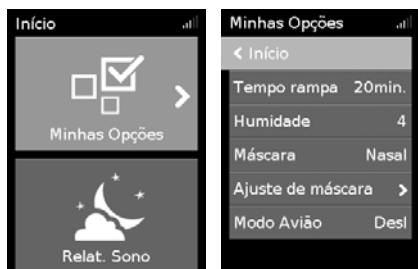 Início
Minhas Opções
Relat. Sono
Minhas Opções
< Início
Tempo rampa 20min.
Humidade 4
Máscara Nasal
Ajuste de máscara >
Modo Avião Desl